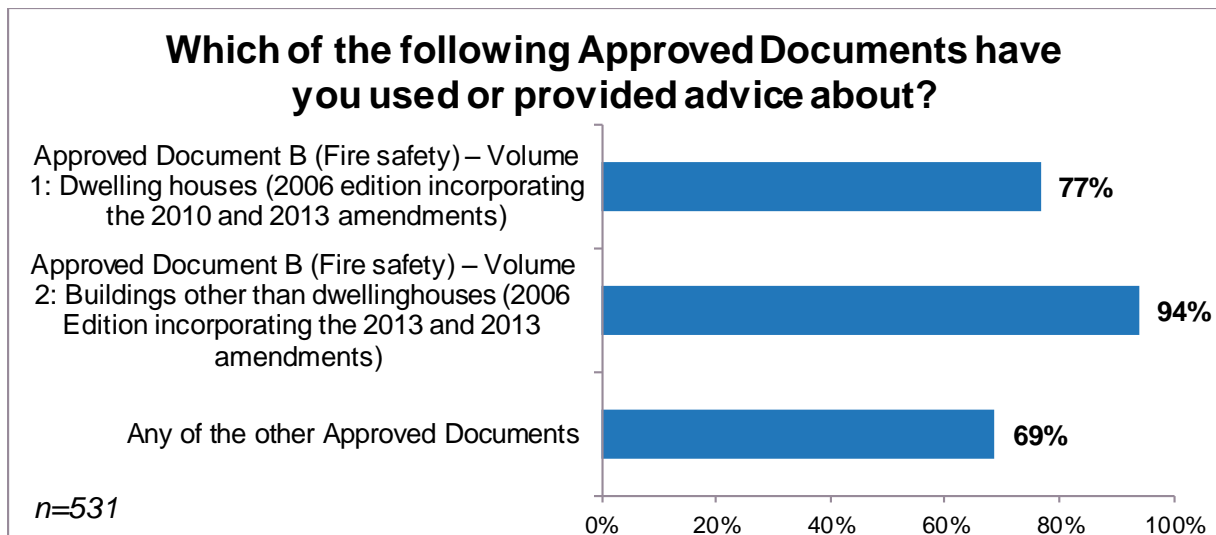 Which of the following Approved Documents have
you used or provided advice about?
Approved Document B (Fire safety) – Volume
1: Dwelling houses (2006 edition incorporating
the 2010 and 2013 amendments)
77%
Approved Document B (Fire safety) – Volume
2: Buildings other than dwellinghouses (2006
Edition incorporating the 2013 and 2013
amendments)
94%
Any of the other Approved Documents
69%
n=531
0% 20% 40% 60% 80% 100%